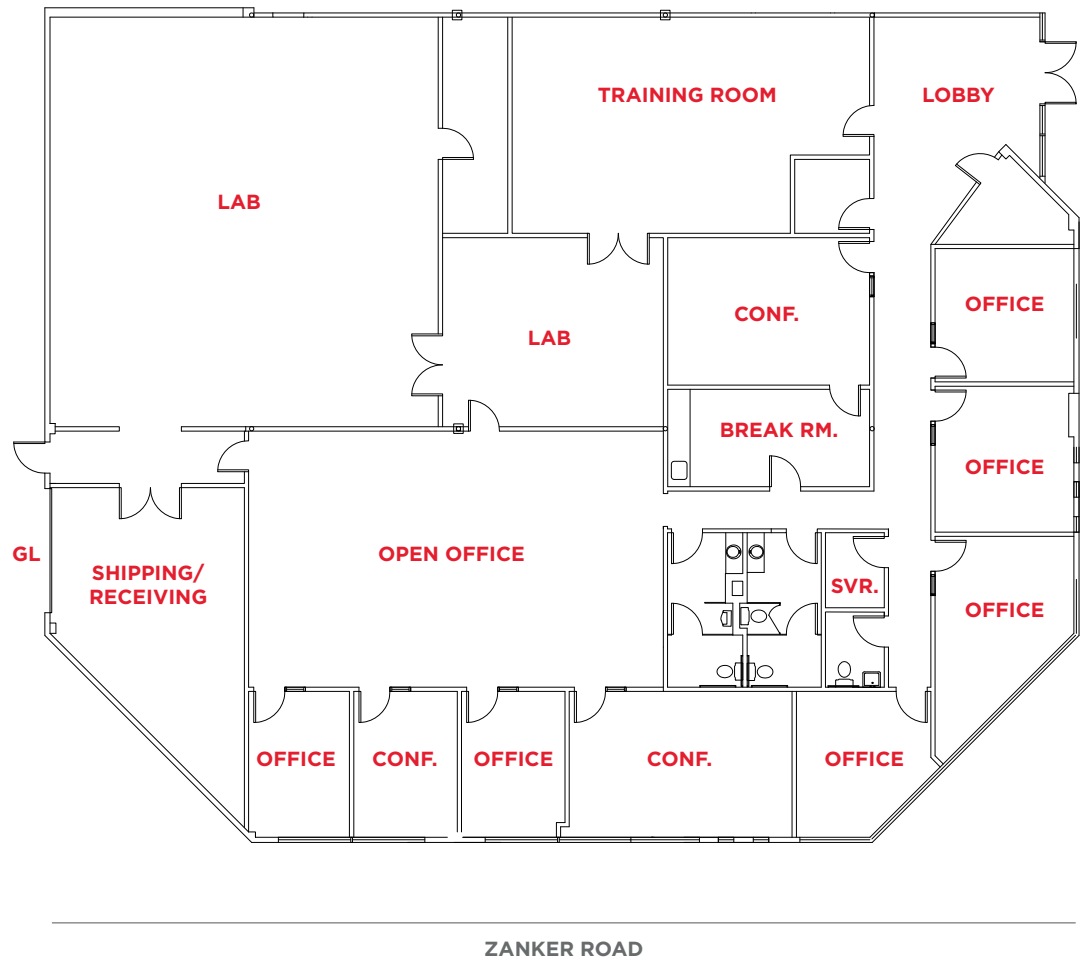 TRAINING ROOM
LOBBY
LAB
OFFICE
CONF.
LAB
BREAK RM.
OFFICE
GL
OPEN OFFICE
SHIPPING/
RECEIVING
SVR.
OFFICE
OFFICE
CONF.
OFFICE
CONF.
OFFICE
ZANKER ROAD